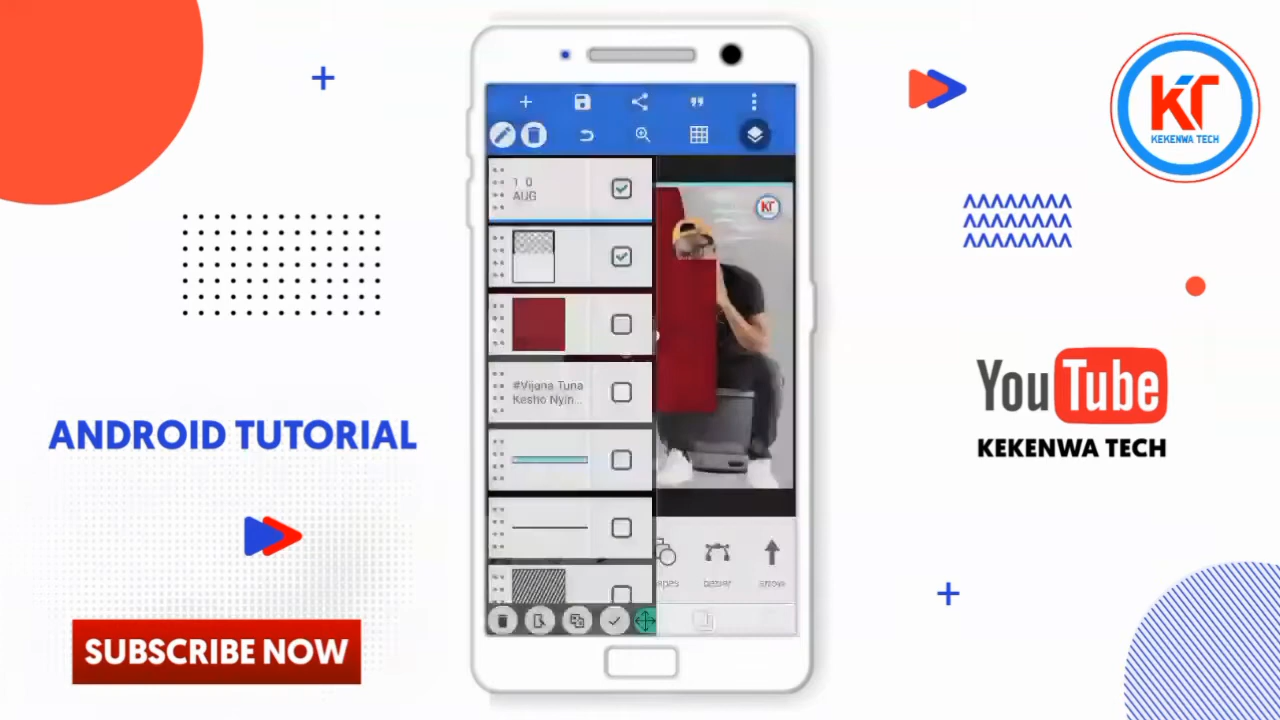 KT
KEKENWA TECH
1 0
AUG
KT
#Vijana Tuna
Kesho Nyin...
ANDROID TUTORIAL
YouTube
KEKENWA TECH
bezier
arrow
SUBSCRIBE NOW